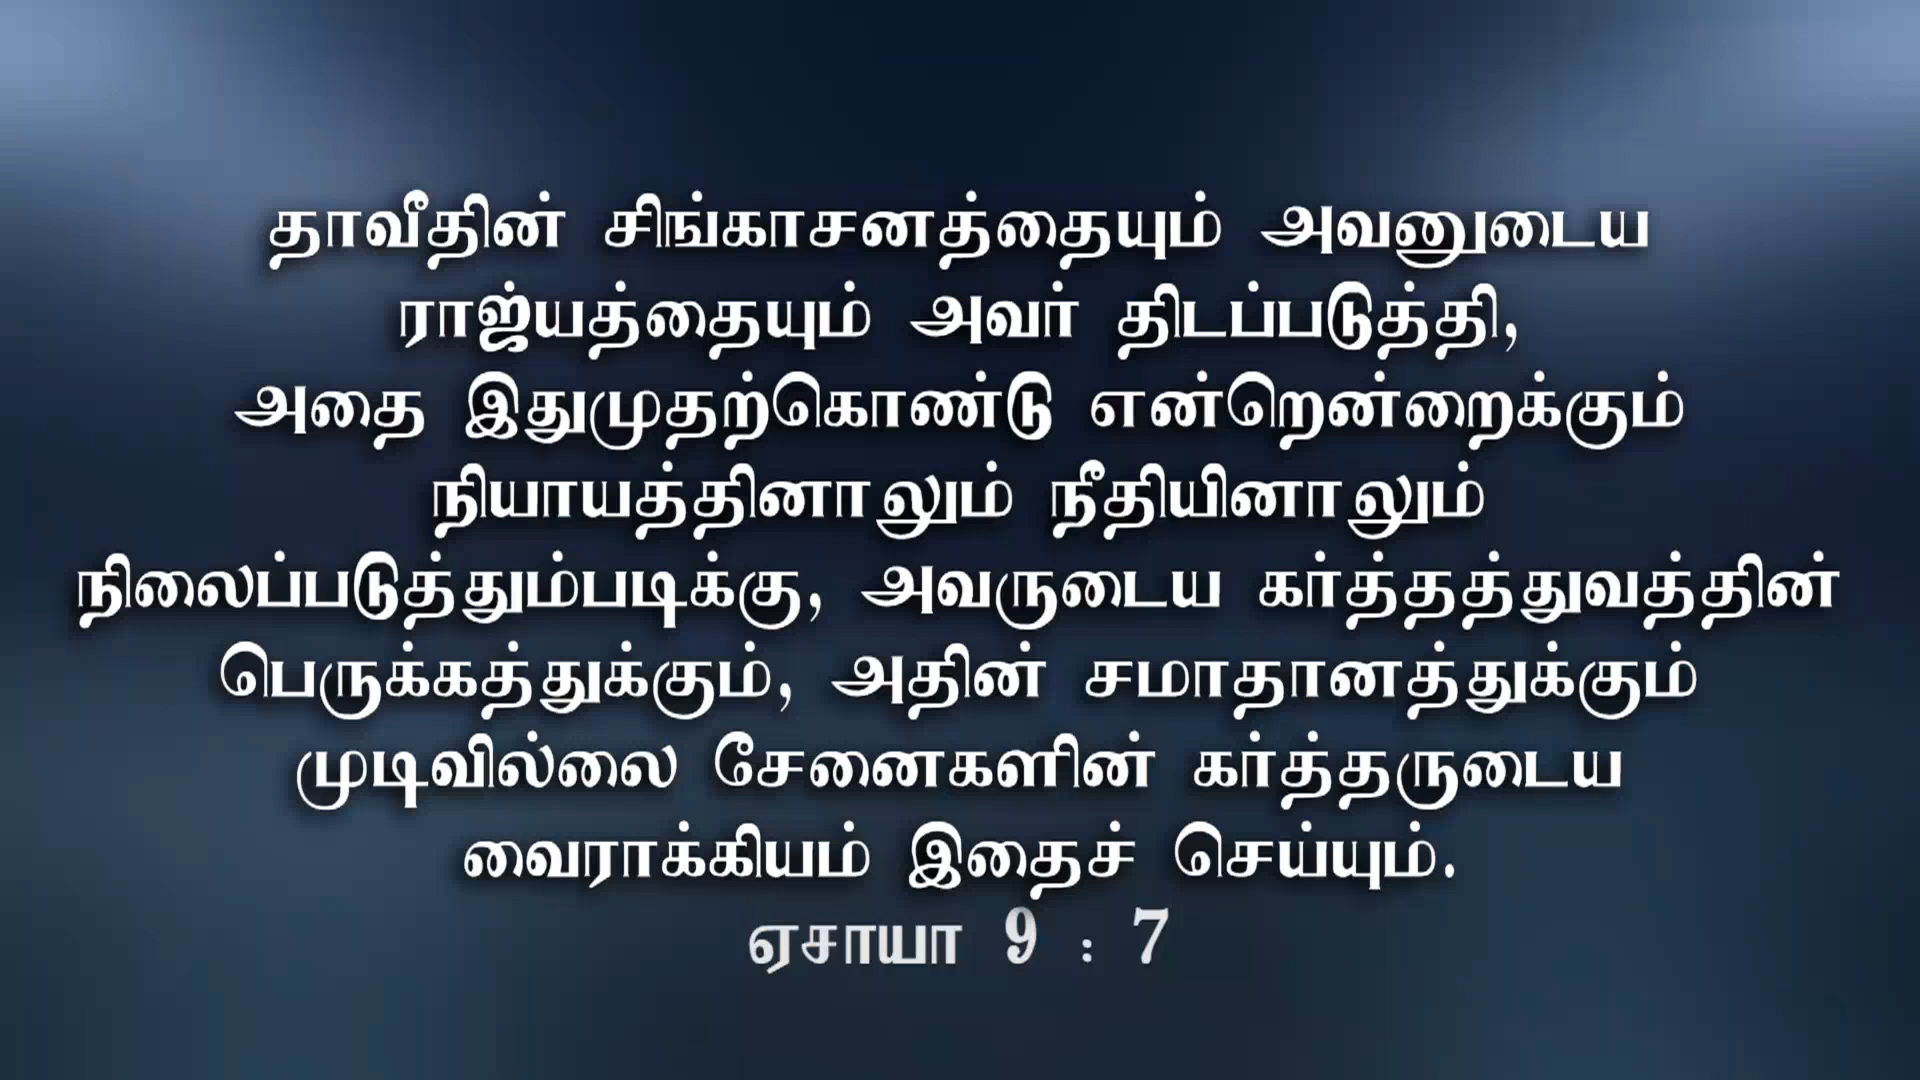 தாவீதின் சிங்காசனத்தையும் அவனுடைய
ராஜ்யத்தையும் அவர் திடப்படுத்தி,
அதை இதுமுதற்கொண்டு என்றென்றைக்கும்
நியாயத்தினாலும் நீதியினாலும்
நிலைப்படுத்தும்படிக்கு, அவருடைய கர்த்தத்துவத்தின்
பெருக்கத்துக்கும், அதின் சமாதானத்துக்கும்
முடிவில்லை சேனைகளின் கர்த்தருடைய
வைராக்கியம் இதைச் செய்யும்.
ஏசாயா 9 : 7